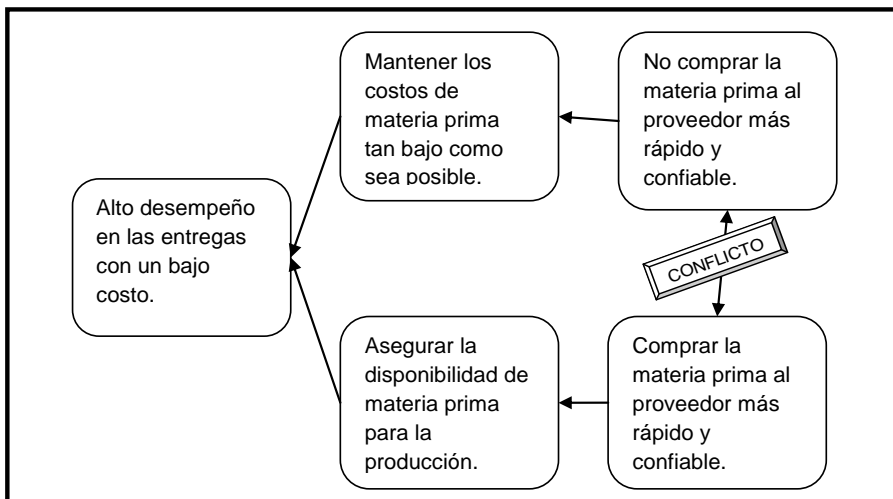 Mantener los
costos de
materia prima
tan bajo como
sea posible.
No comprar la
materia prima al
proveedor más
rápido y
confiable.
Alto desempeño
en las entregas
con un bajo
costo.
CONFLICTO
Asegurar la
disponibilidad de
materia prima
para la
producción.
Comprar la
materia prima al
proveedor más
rápido y
confiable.